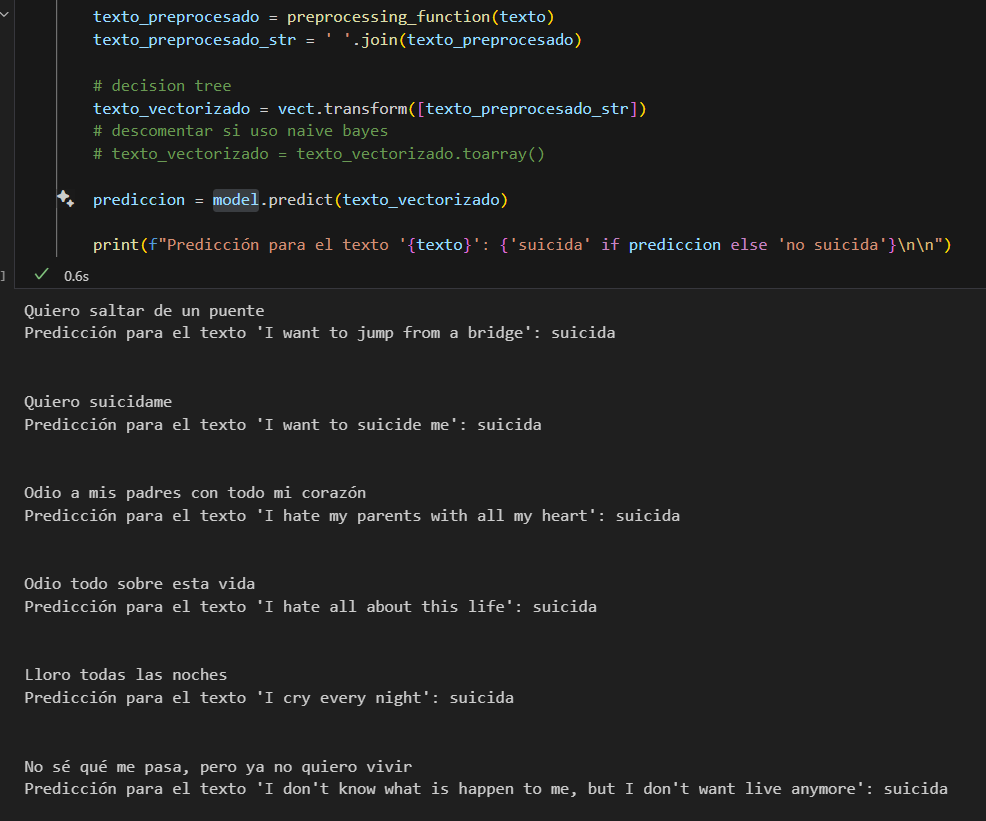 texto_preprocesado = preprocessing_function(texto)
texto_preprocesado_str = ' '.join(texto_preprocesado)
# decision tree
texto_vectorizado = vect.transform([texto_preprocesado_str])
# descomentar si uso naive bayes
# texto_vectorizado = texto_vectorizado.toarray()
prediccion = model.predict(texto_vectorizado)
print(f"Predicción para el texto '{texto}': {'suicida' if prediccion else 'no suicida'}\n\n")
] ✓ 0.6s
Quiero saltar de un puente
Predicción para el texto 'I want to jump from a bridge': suicida
Quiero suicidame
Predicción para el texto 'I want to suicide me': suicida
Odio a mis padres con todo mi corazón
Predicción para el texto 'I hate my parents with all my heart': suicida
Odio todo sobre esta vida
Predicción para el texto 'I hate all about this life': suicida
Lloro todas las noches
Predicción para el texto 'I cry every night': suicida
No sé qué me pasa, pero ya no quiero vivir
Predicción para el texto 'I don't know what is happen to me, but I don't want live anymore': suicida